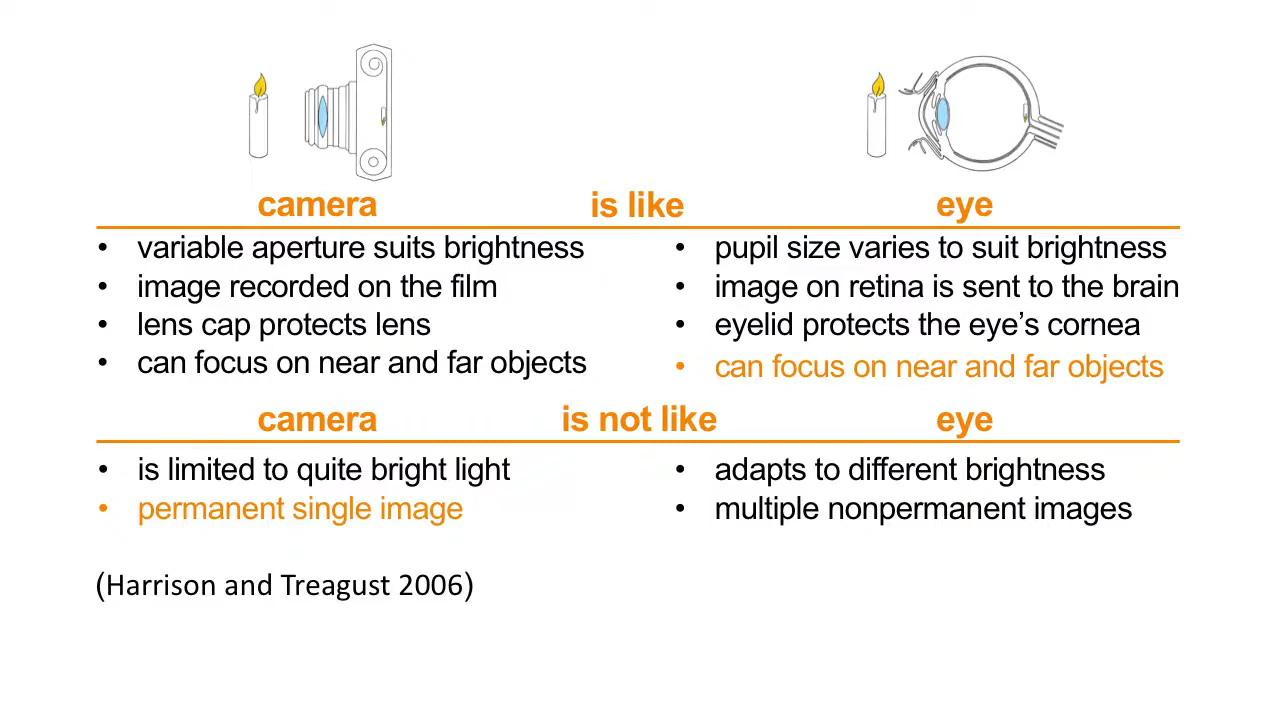 camera is like eye
• variable aperture suits brightness • pupil size varies to suit brightness
• image recorded on the film • image on retina is sent to the brain
• lens cap protects lens • eyelid protects the eye’s cornea
• can focus on near and far objects • can focus on near and far objects
camera is not like eye
• is limited to quite bright light • adapts to different brightness
• permanent single image • multiple nonpermanent images
(Harrison and Treagust 2006)